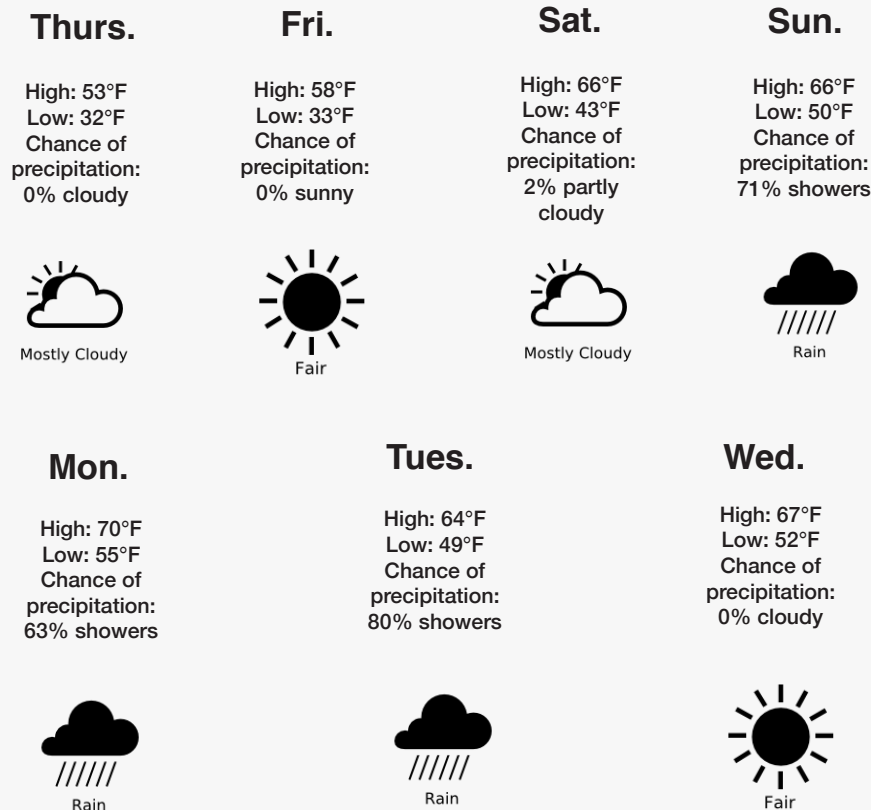 Thurs.
High: 53°F
Low: 32°F
Chance of
precipitation:
0% cloudy
Mostly Cloudy
Fri.
High: 58°F
Low: 33°F
Chance of
precipitation:
0% sunny
Fair
Sat.
High: 66°F
Low: 43°F
Chance of
precipitation:
2% partly
cloudy
Mostly Cloudy
Sun.
High: 66°F
Low: 50°F
Chance of
precipitation:
71% showers
Rain
Mon.
High: 70°F
Low: 55°F
Chance of
precipitation:
63% showers
Rain
Tues.
High: 64°F
Low: 49°F
Chance of
precipitation:
80% showers
Rain
Wed.
High: 67°F
Low: 52°F
Chance of
precipitation:
0% cloudy
Fair